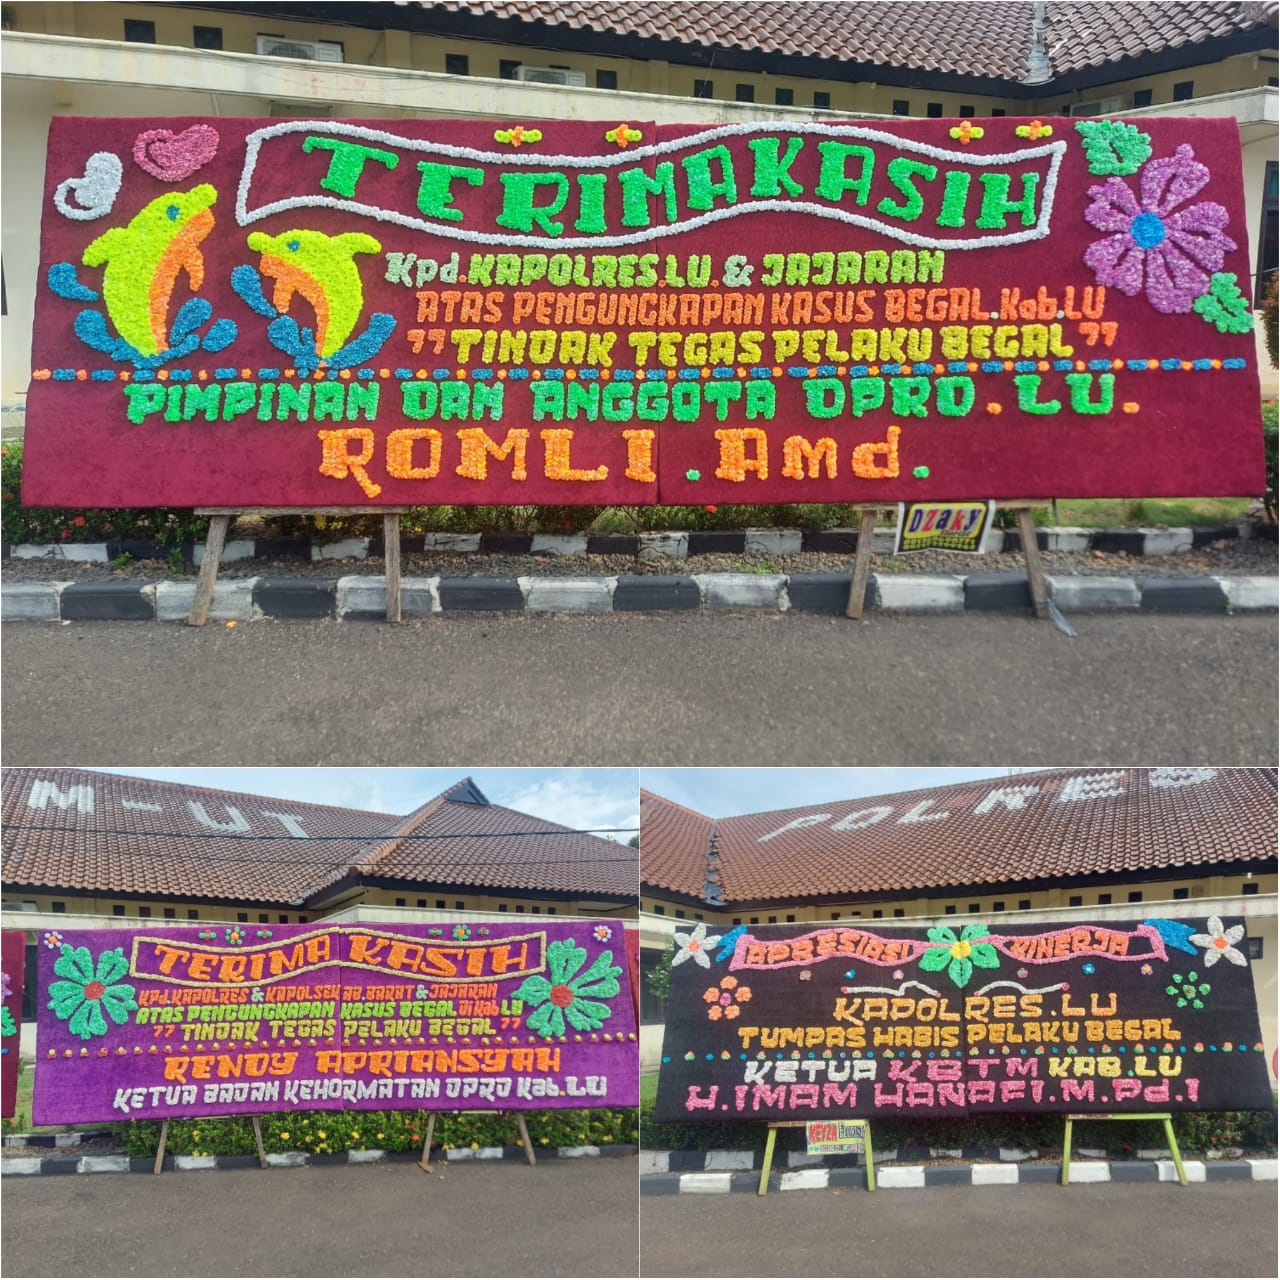 TERIMAKASIH
Kpd.KAPOLRES.LU.& JAJARAN
ATAS PENGUNGKAPAN KASUS BEGAL.Kab.LU
"TINDAK TEGAS PELAKU BEGAL"
PIMPINAN DAN ANGGOTA DPRD.LU.
ROMLI.Amd.
DZaky
M-UT
TERIMA KASIH
KPd.KAPOLRES & KAPOLSEK AB.BARAT & JAJARAN
ATAS PENGUNGKAPAN KASUS BEGAL Di Kab LU
"TINDAK TEGAS PELAKU BEGAL"
RENDY APRIANSYAH
KETUA BADAN KEHORMATAN DPRD Kab.LU
POLRES
APRESIASI KINERJA
KAPOLRES.LU
TUMPAS HABIS PELAKU BEGAL
KETUA KBTM KAB.LU
H.IMAM HANAFI.M.Pd.I
KEYZA Florist